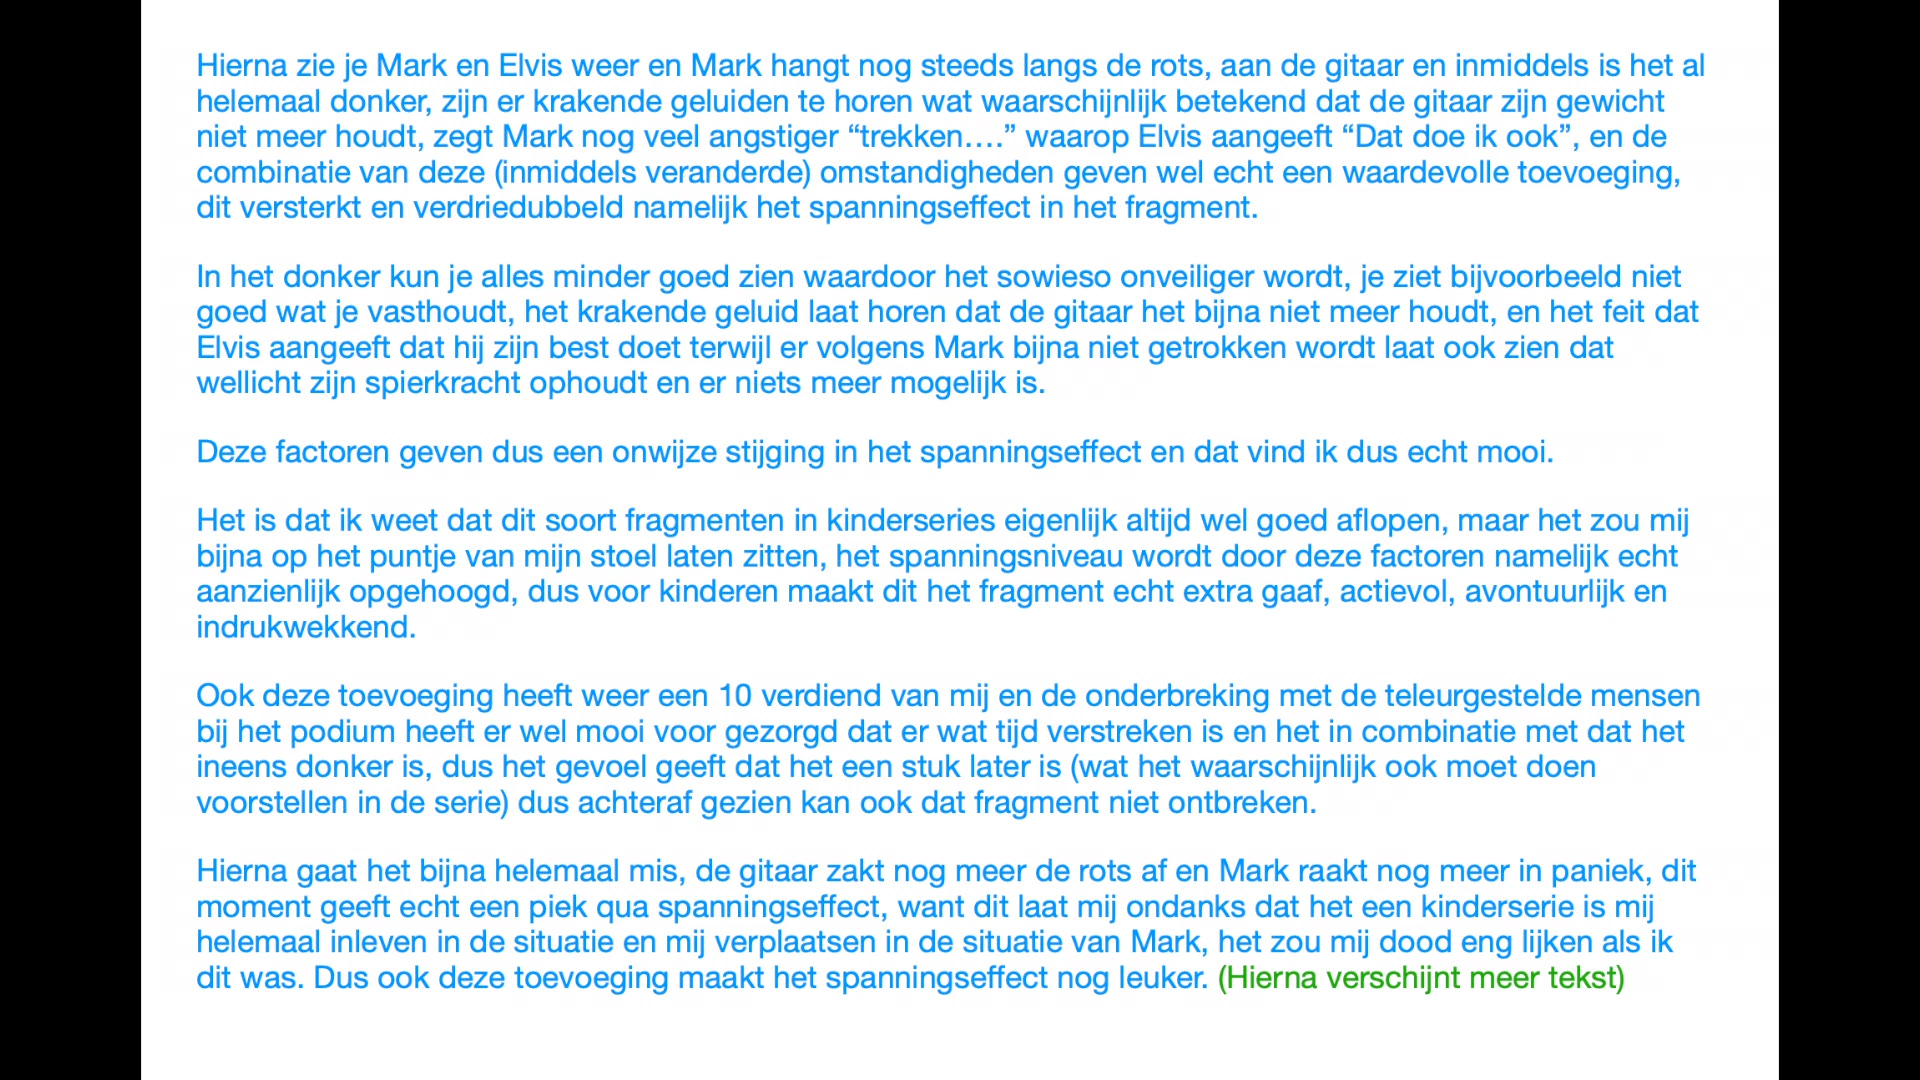 Hierna zie je Mark en Elvis weer en Mark hangt nog steeds langs de rots, aan de gitaar en inmiddels is het al
helemaal donker, zijn er krakende geluiden te horen wat waarschijnlijk betekend dat de gitaar zijn gewicht
niet meer houdt, zegt Mark nog veel angstiger “trekken….” waarop Elvis aangeeft “Dat doe ik ook”, en de
combinatie van deze (inmiddels veranderde) omstandigheden geven wel echt een waardevolle toevoeging,
dit versterkt en verdriedubbeld namelijk het spanningseffect in het fragment.
In het donker kun je alles minder goed zien waardoor het sowieso onveiliger wordt, je ziet bijvoorbeeld niet
goed wat je vasthoudt, het krakende geluid laat horen dat de gitaar het bijna niet meer houdt, en het feit dat
Elvis aangeeft dat hij zijn best doet terwijl er volgens Mark bijna niet getrokken wordt laat ook zien dat
wellicht zijn spierkracht ophoudt en er niets meer mogelijk is.
Deze factoren geven dus een onwijze stijging in het spanningseffect en dat vind ik dus echt mooi.
Het is dat ik weet dat dit soort fragmenten in kinderseries eigenlijk altijd wel goed aflopen, maar het zou mij
bijna op het puntje van mijn stoel laten zitten, het spanningsniveau wordt door deze factoren namelijk echt
aanzienlijk opgehoogd, dus voor kinderen maakt dit het fragment echt extra gaaf, actievol, avontuurlijk en
indrukwekkend.
Ook deze toevoeging heeft weer een 10 verdiend van mij en de onderbreking met de teleurgestelde mensen
bij het podium heeft er wel mooi voor gezorgd dat er wat tijd verstreken is en het in combinatie met dat het
ineens donker is, dus het gevoel geeft dat het een stuk later is (wat het waarschijnlijk ook moet doen
voorstellen in de serie) dus achteraf gezien kan ook dat fragment niet ontbreken.
Hierna gaat het bijna helemaal mis, de gitaar zakt nog meer de rots af en Mark raakt nog meer in paniek, dit
moment geeft echt een piek qua spanningseffect, want dit laat mij ondanks dat het een kinderserie is mij
helemaal inleven in de situatie en mij verplaatsen in de situatie van Mark, het zou mij dood eng lijken als ik
dit was. Dus ook deze toevoeging maakt het spanningseffect nog leuker. (Hierna verschijnt meer tekst)